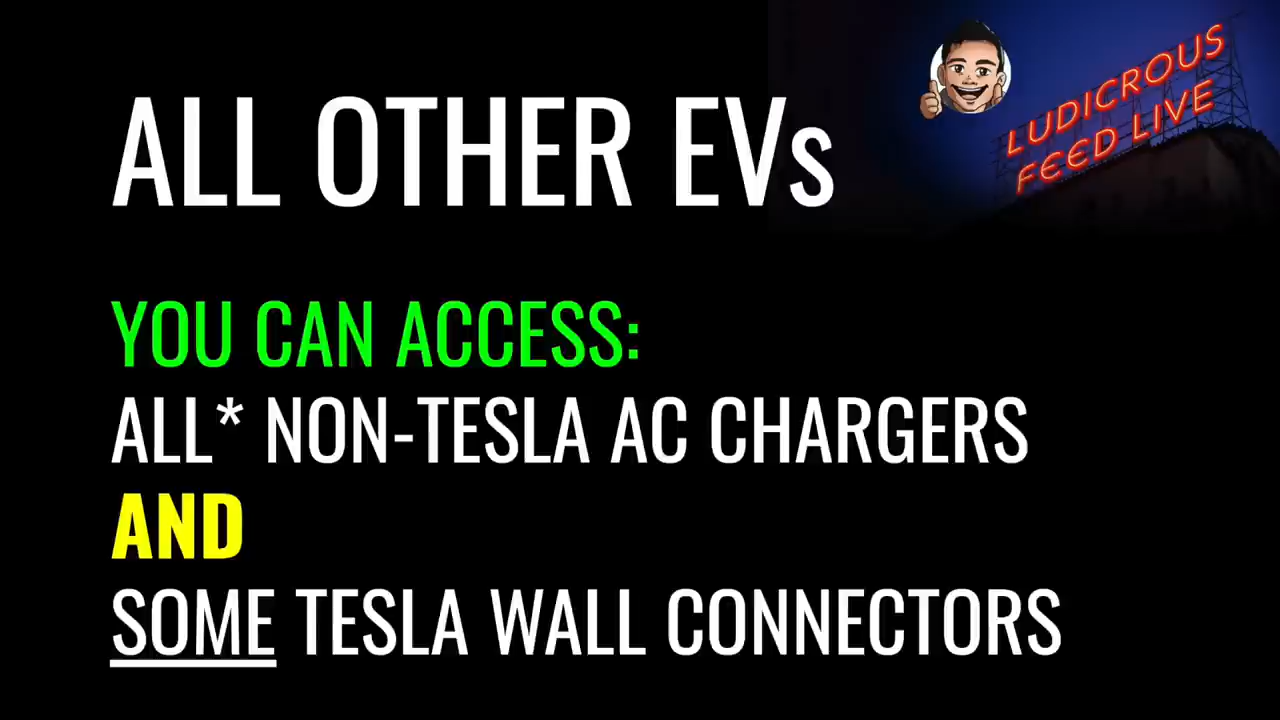 ALL OTHER EVs
LUDICROUS
FEED LIVE
YOU CAN ACCESS:
ALL* NON-TESLA AC CHARGERS
AND
SOME TESLA WALL CONNECTORS